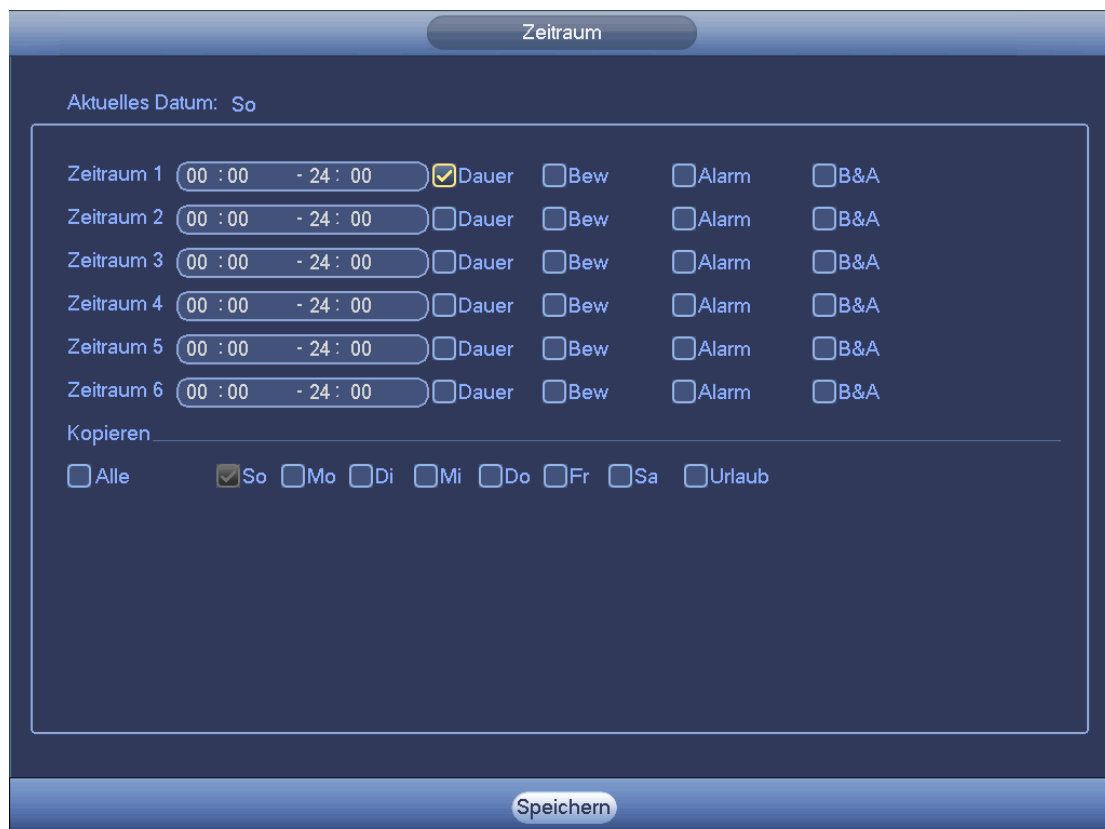 Zeitraum
Aktuelles Datum: So
Zeitraum 1 00 :00 - 24 : 00 Dauer Bew Alarm B&A
Zeitraum 2 00 :00 - 24 : 00 Dauer Bew Alarm B&A
Zeitraum 3 00 :00 - 24 : 00 Dauer Bew Alarm B&A
Zeitraum 4 00 :00 - 24 : 00 Dauer Bew Alarm B&A
Zeitraum 5 00 :00 - 24 : 00 Dauer Bew Alarm B&A
Zeitraum 6 00 :00 - 24 : 00 Dauer Bew Alarm B&A
Kopieren
Alle So Mo Di Mi Do Fr Sa Urlaub
Speichern